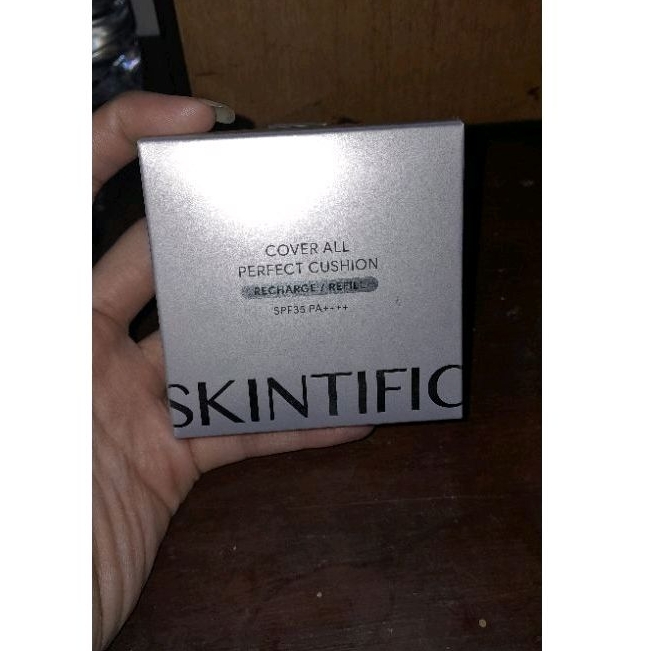 COVER ALL
PERFECT CUSHION
RECHARGE / REFILL
SPF35 PA++++
SKINTIFIC